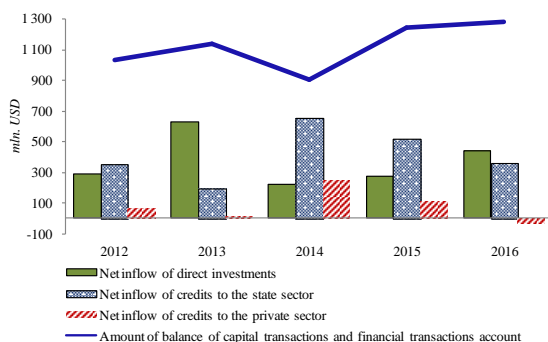 1 300
1 100
900
700
500
300
100
-100
mln. USD
2012 2013 2014 2015 2016
Net inflow of direct investments
Net inflow of credits to the state sector
Net inflow of credits to the private sector
Amount of balance of capital transactions and financial transactions account